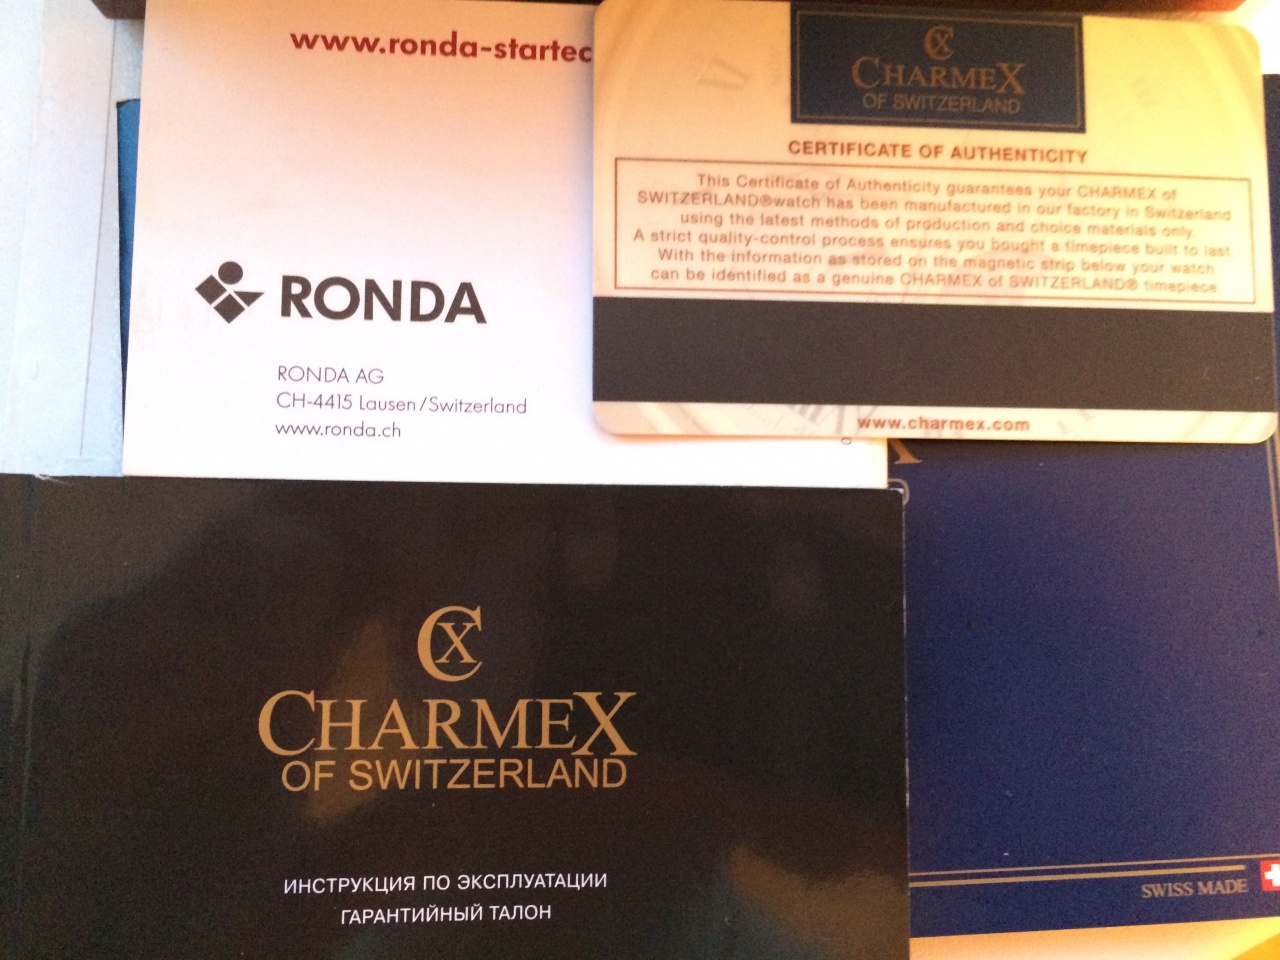 www.ronda-startec
RONDA
RONDA AG
CH-4415 Lausen/Switzerland
www.ronda.ch
CX
CHARMEX
OF SWITZERLAND
CERTIFICATE OF AUTHENTICITY
This Certificate of Authenticity guarantees your CHARMEX of
SWITZERLAND®watch has been manufactured in our factory in Switzerland
using the latest methods of production and choice materials only.
A strict quality-control process ensures you bought a timepiece built to last.
With the information as stored on the magnetic strip below your watch
can be identified as a genuine CHARMEX of SWITZERLAND® timepiece
www.charmex.com
CX
CHARMEX
OF SWITZERLAND
ИНСТРУКЦИЯ ПО ЭКСПЛУАТАЦИИ
ГАРАНТИЙНЫЙ ТАЛОН
SWISS MADE